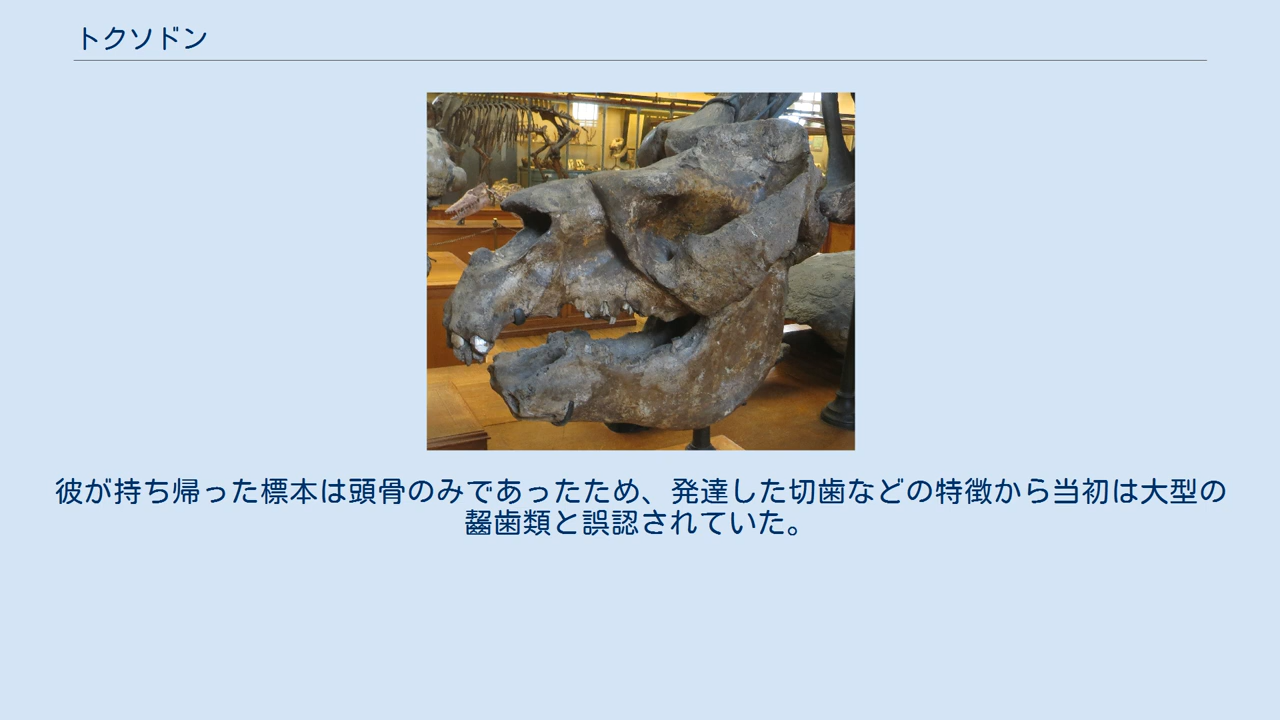 トクソドン
彼が持ち帰った標本は頭骨のみであったため、発達した切歯などの特徴から当初は大型の
齧歯類と誤認されていた。